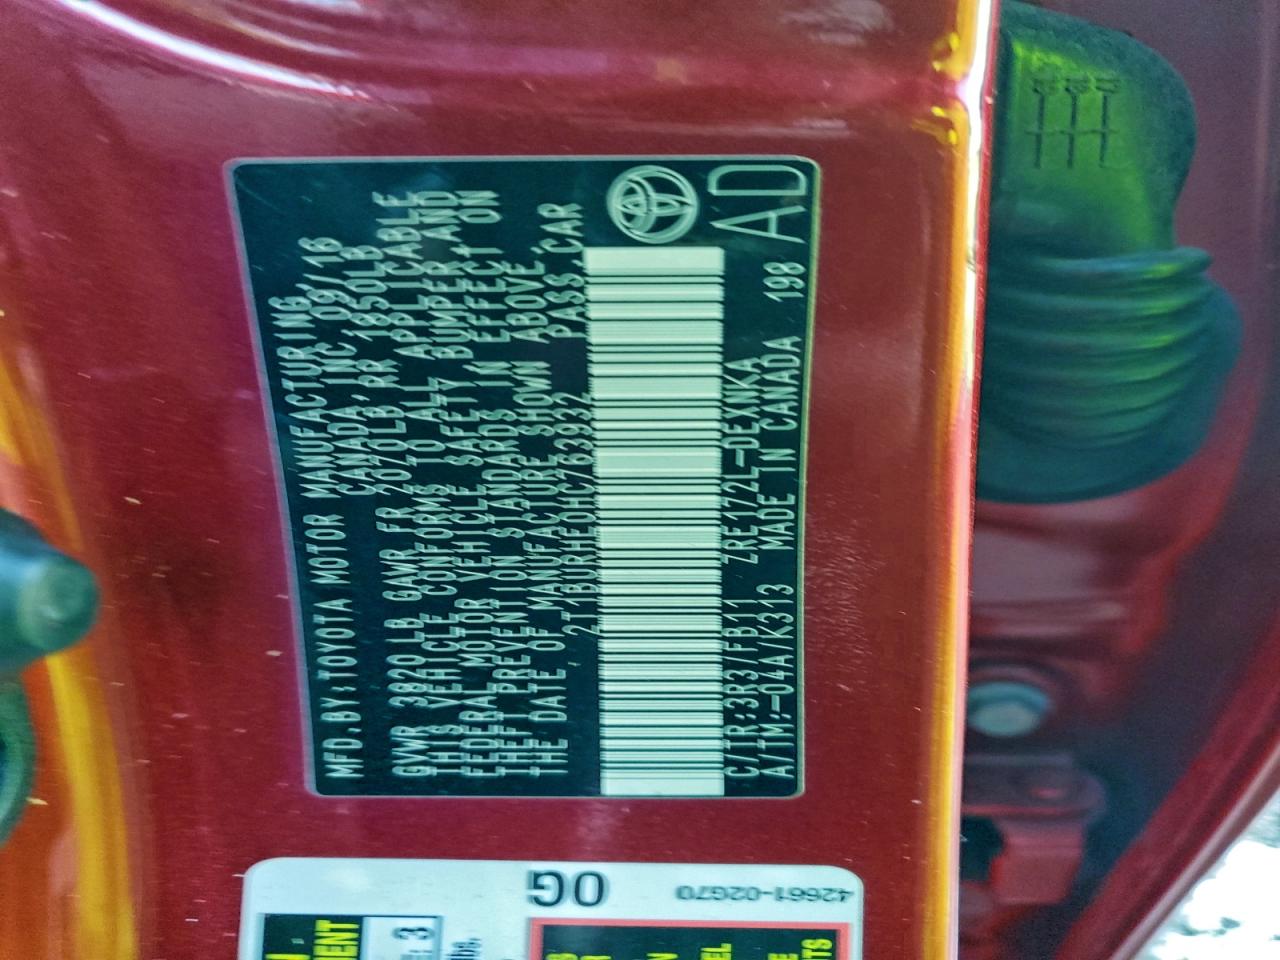 MFD.BY:TOYOTA MOTOR MANUFACTURING
CANADA, INC. 09/16
GVWR 3820LB GAWR FR 2070LB, RR 1850LB
THIS VEHICLE CONFORMS TO ALL APPLICABLE
FEDERAL MOTOR VEHICLE SAFETY, BUMPER, AND
THEFT PREVENTION STANDARDS IN EFFECT ON
THE DATE OF MANUFACTURE SHOWN ABOVE.
2T1BURHE0HC763932 PASS.CAR
C/TR:3R3/FB11 ZRE172L-DEXNKA
A/TM:-04A/K313 MADE IN CANADA 198
AD
OG
42661-02G70